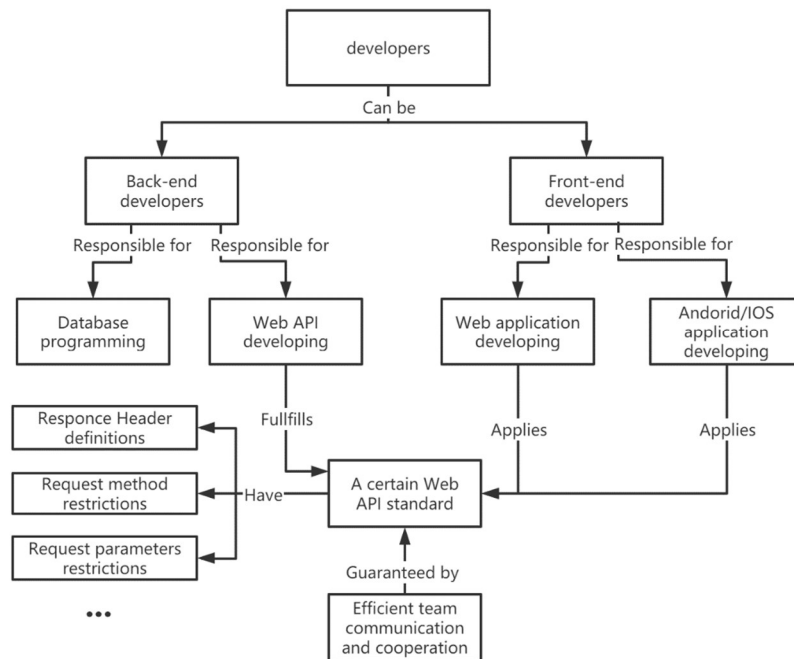 developers
Can be
Back-end
developers
Front-end
developers
Responsible for
Responsible for
Responsible for
Responsible for
Database
programming
Web API
developing
Web application
developing
Andorid/IOS
application
developing
Fullfills
Applies
Applies
Responce Header
definitions
Request method
restrictions
Request parameters
restrictions
...
Have
A certain Web
API standard
Guaranteed by
Efficient team
communication
and cooperation